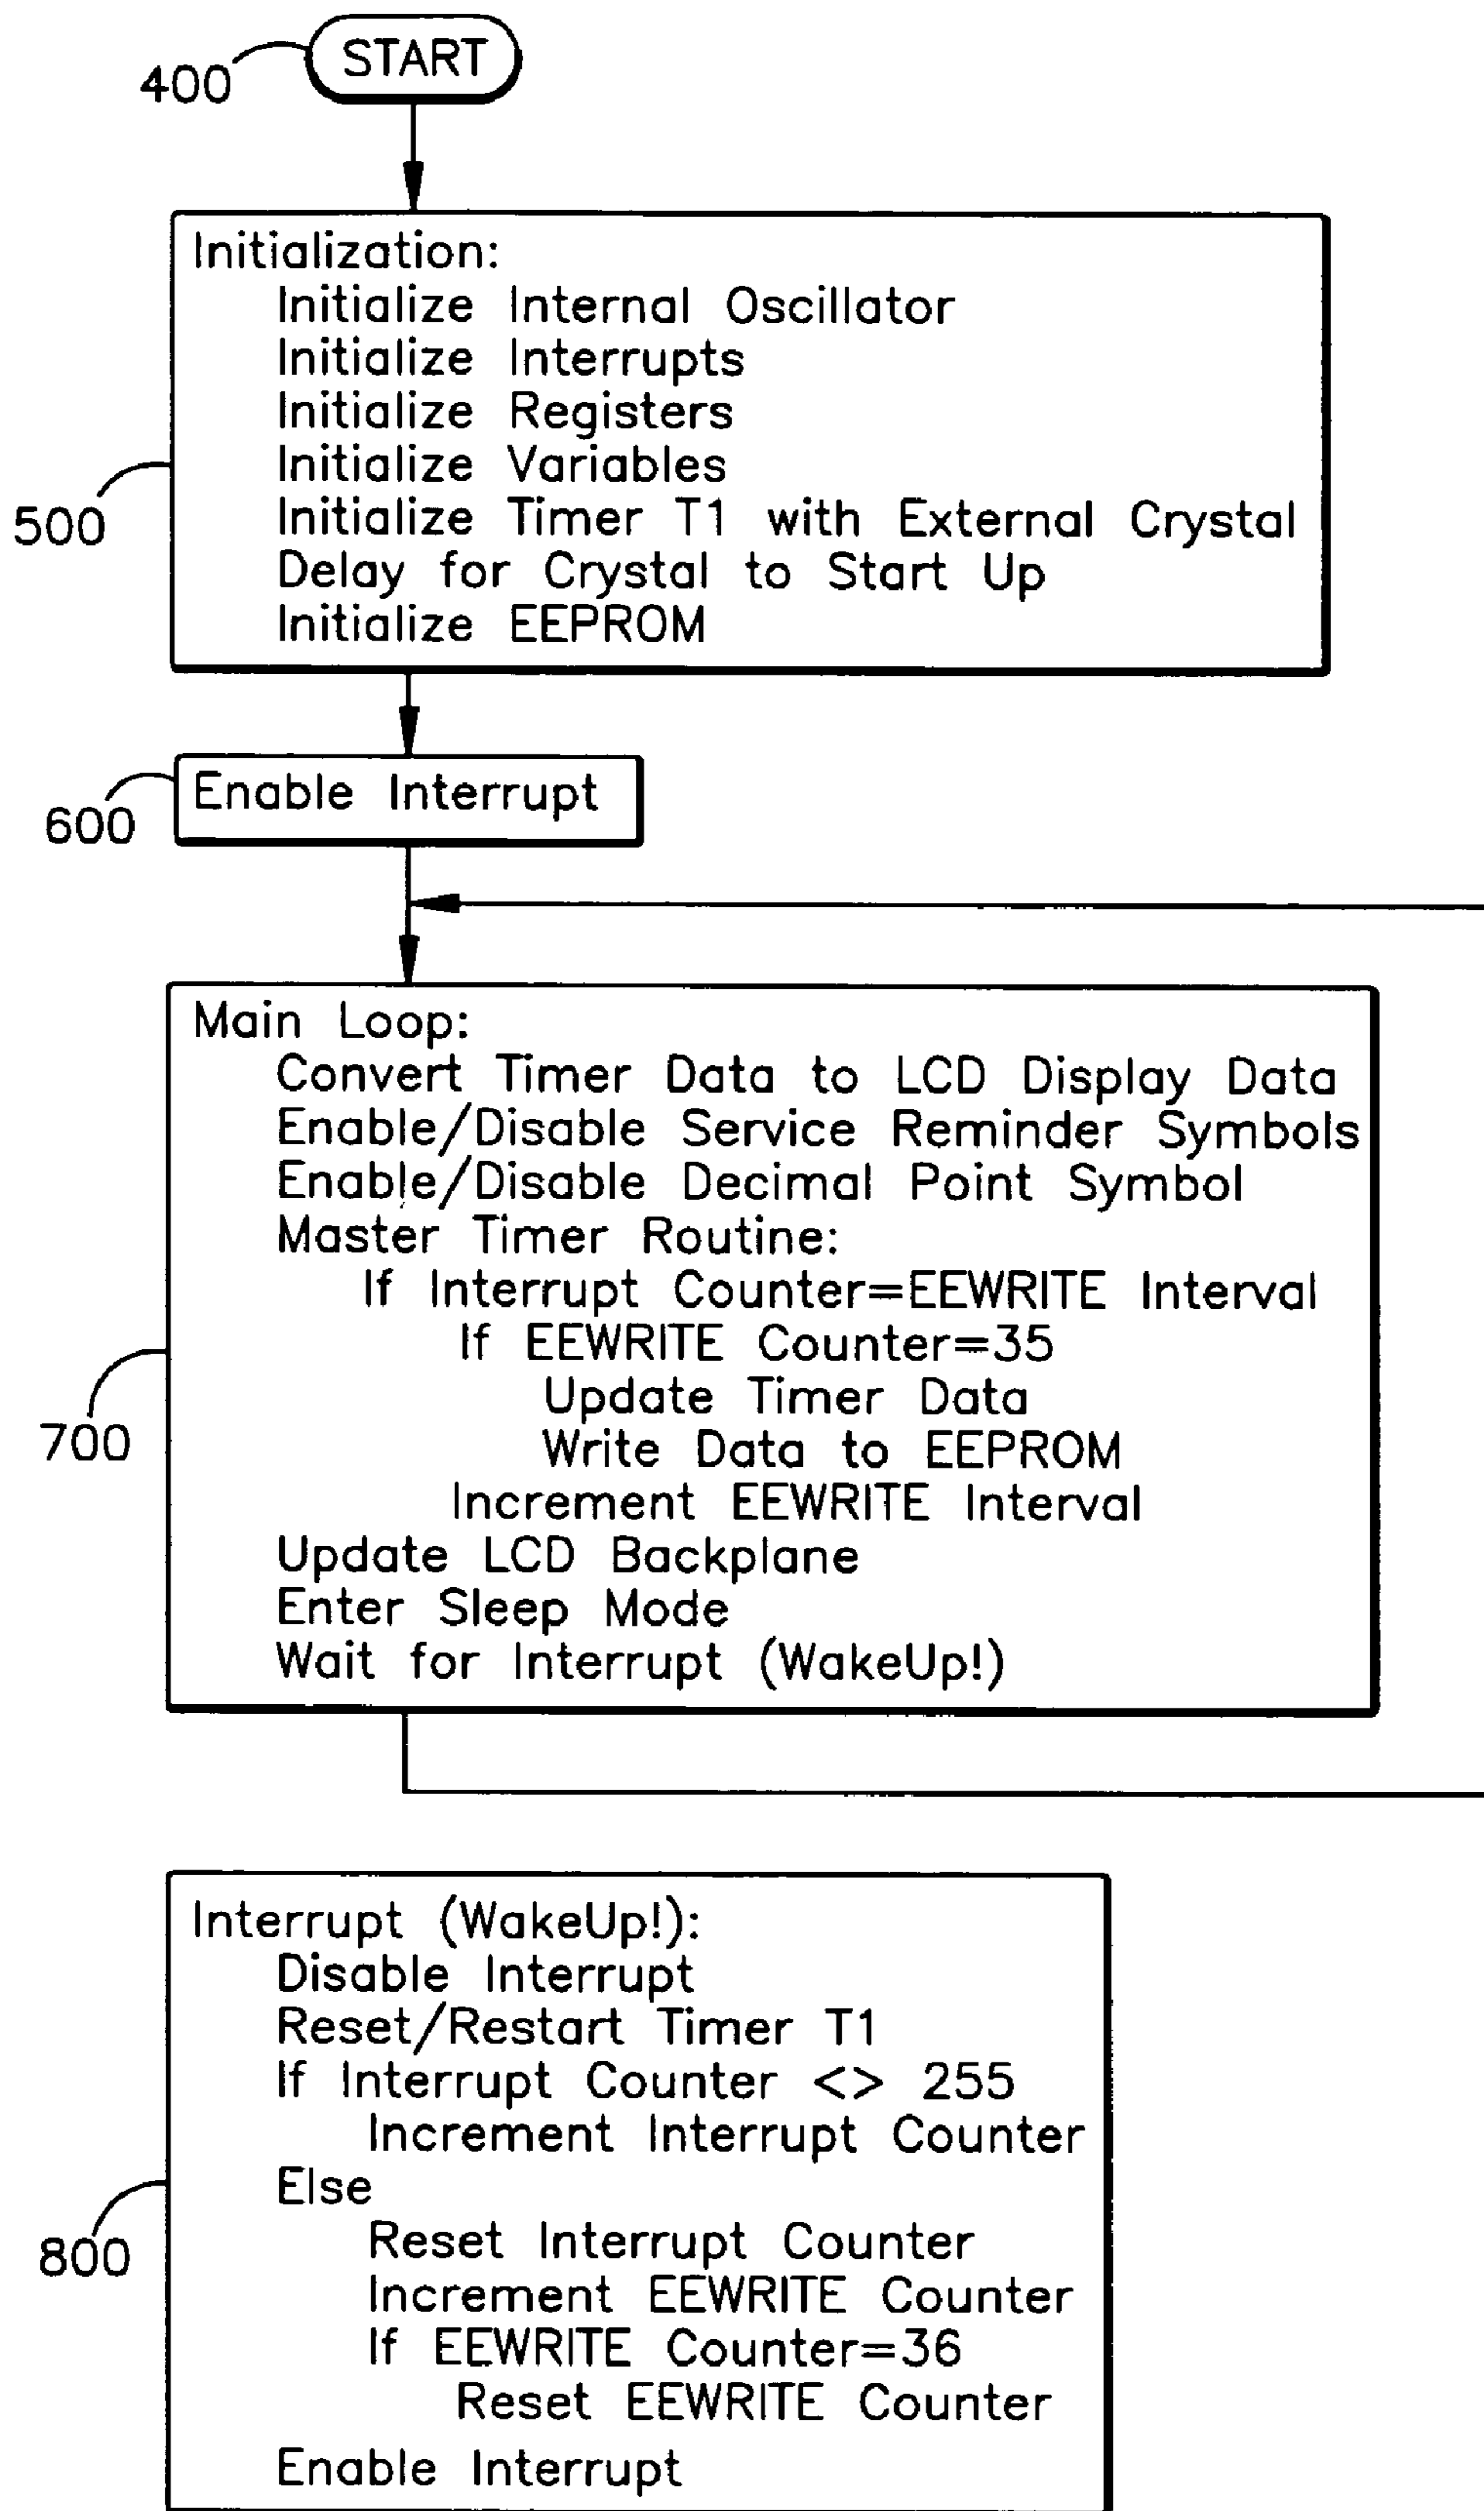 START
400
Initialization:
Initialize Internal Oscillator
Initialize Interrupts
Initialize Registers
Initialize Variables
Initialize Timer T1 with External Crystal
Delay for Crystal to Start Up
Initialize EEPROM
500
Enable Interrupt
600
Main Loop:
Convert Timer Data to LCD Display Data
Enable/Disable Service Reminder Symbols
Enable/Disable Decimal Point Symbol
Master Timer Routine:
If Interrupt Counter=EEWRITE Interval
If EEWRITE Counter=35
Update Timer Data
Write Data to EEPROM
Increment EEWRITE Interval
Update LCD Backplane
Enter Sleep Mode
Wait for Interrupt (WakeUp!)
700
Interrupt (WakeUp!):
Disable Interrupt
Reset/Restart Timer T1
If Interrupt Counter <> 255
Increment Interrupt Counter
Else
Reset Interrupt Counter
Increment EEWRITE Counter
If EEWRITE Counter=36
Reset EEWRITE Counter
Enable Interrupt
800